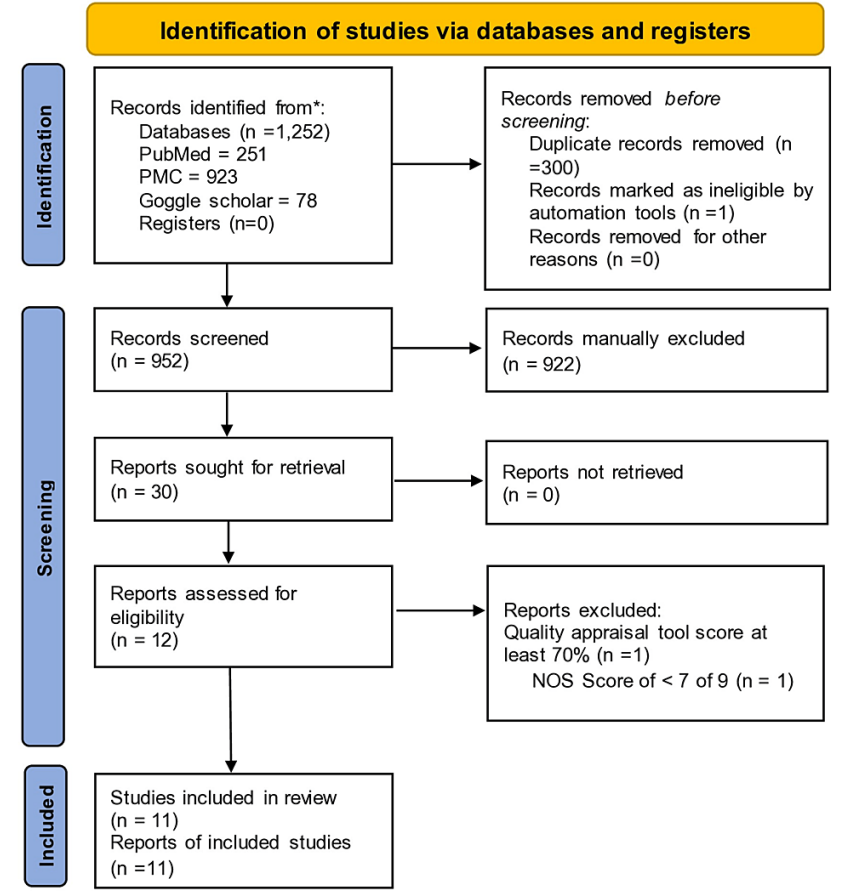 Identification of studies via databases and registers
Identification
Records identified from*:
Databases (n =1,252)
PubMed = 251
PMC = 923
Goggle scholar = 78
Registers (n=0)
Records removed before
screening:
Duplicate records removed (n
=300)
Records marked as ineligible by
automation tools (n =1)
Records removed for other
reasons (n =0)
Screening
Records screened
(n = 952)
Records manually excluded
(n = 922)
Reports sought for retrieval
(n = 30)
Reports not retrieved
(n = 0)
Reports assessed for
eligibility
(n = 12)
Reports excluded:
Quality appraisal tool score at
least 70% (n =1)
NOS Score of < 7 of 9 (n = 1)
Included
Studies included in review
(n = 11)
Reports of included studies
(n =11)